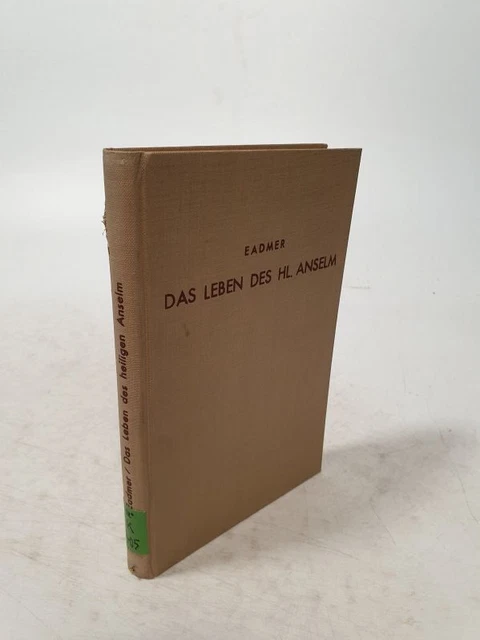 EADMER
DAS LEBEN DES HL. ANSELM
Eadmer / Das Leben des heiligen Anselm